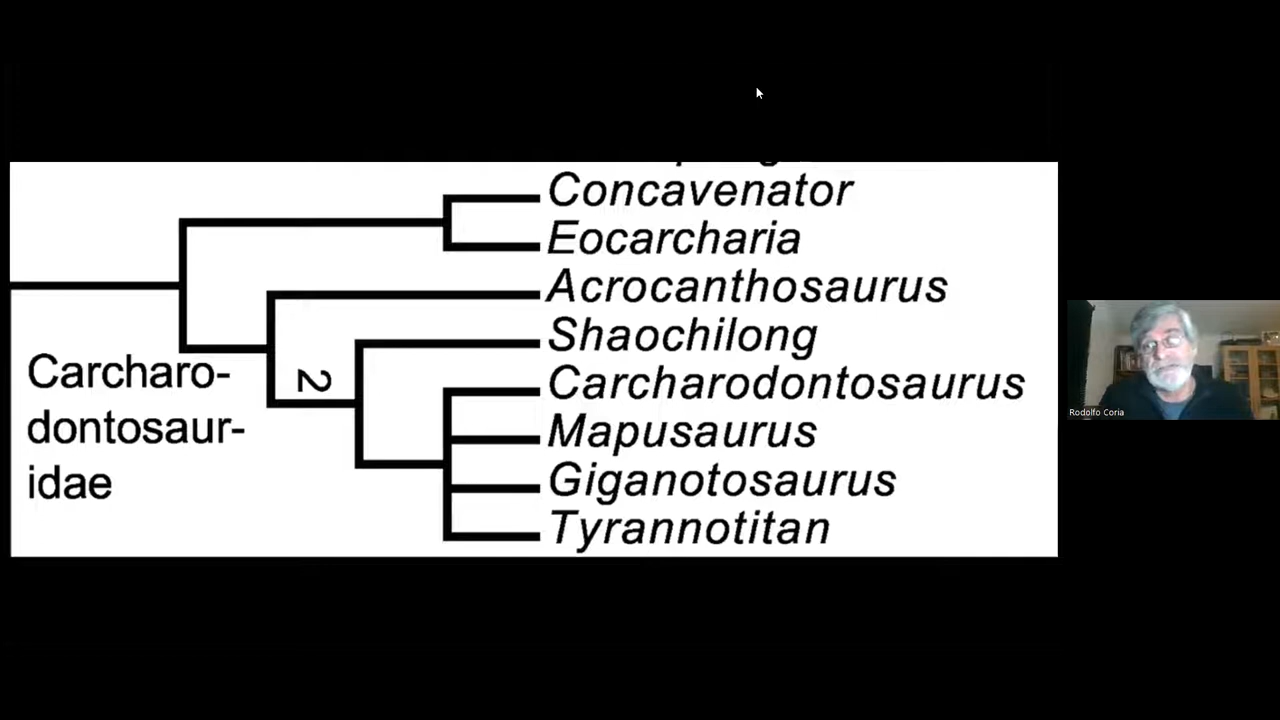 Concavenator
Eocarcharia
Acrocanthosaurus
Shaochilong
Carcharodontosaurus
Mapusaurus
Giganotosaurus
Tyrannotitan
2
Carcharo-
dontosaur-
idae
Rodolfo Coria